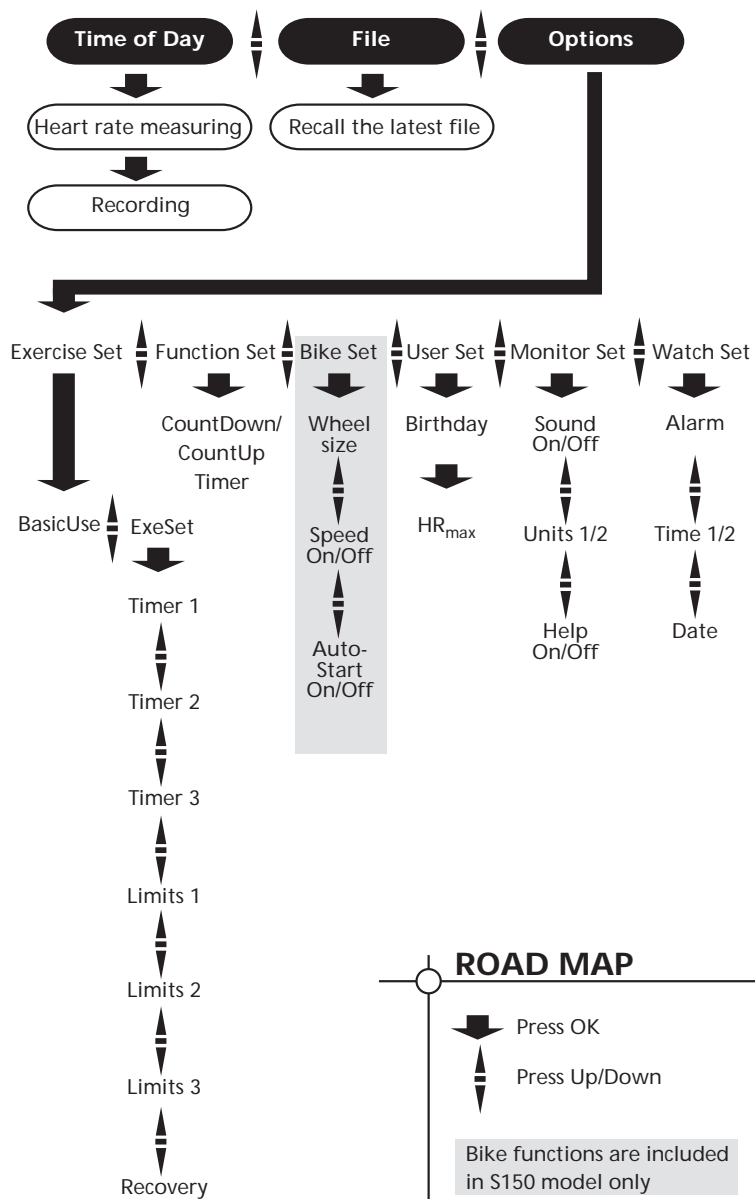 Time of Day
File
Options
Heart rate measuring
Recall the latest file
Recording
Exercise Set
Function Set
Bike Set
User Set
Monitor Set
Watch Set
CountDown/
CountUp
Timer
Wheel
size
Birthday
Sound
On/Off
Alarm
BasicUse
ExeSet
Speed
On/Off
HRmax
Units 1/2
Time 1/2
Timer 1
Auto-
Start
On/Off
Help
On/Off
Date
Timer 2
Timer 3
Limits 1
Limits 2
Limits 3
Recovery
ROAD MAP
Press OK
Press Up/Down
Bike functions are included
in S150 model only